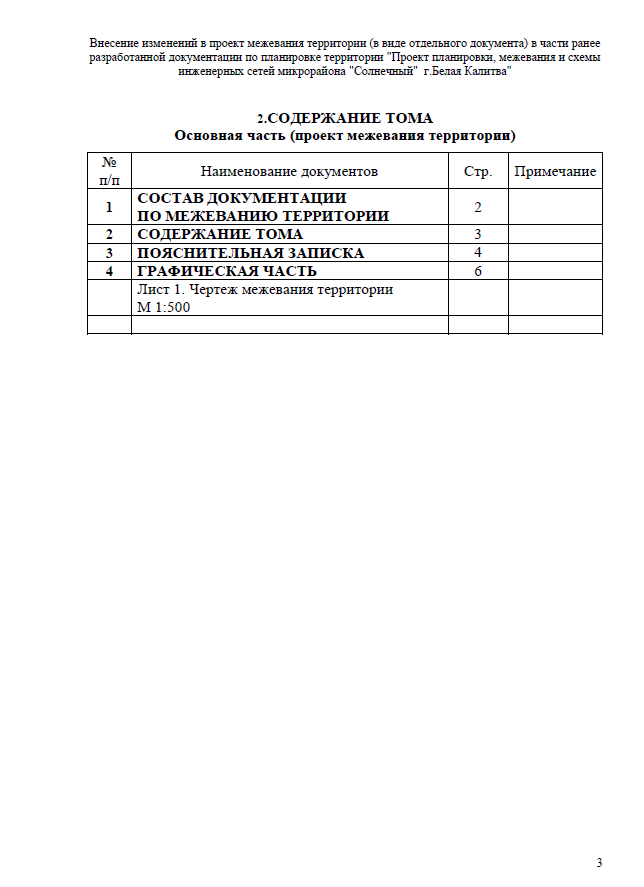 Внесение изменений в проект межевания территории (в виде отдельного документа) в части ранее
разработанной документации по планировке территории "Проект планировки, межевания и схемы
инженерных сетей микрорайона "Солнечный" г.Белая Калитва"
2.СОДЕРЖАНИЕ ТОМА
Основная часть (проект межевания территории)
№
п/п
Наименование документов
Стр.
Примечание
1
СОСТАВ ДОКУМЕНТАЦИИ
ПО МЕЖЕВАНИЮ ТЕРРИТОРИИ
2
2
СОДЕРЖАНИЕ ТОМА
3
3
ПОЯСНИТЕЛЬНАЯ ЗАПИСКА
4
4
ГРАФИЧЕСКАЯ ЧАСТЬ
6
Лист 1. Чертеж межевания территории
М 1:500
3